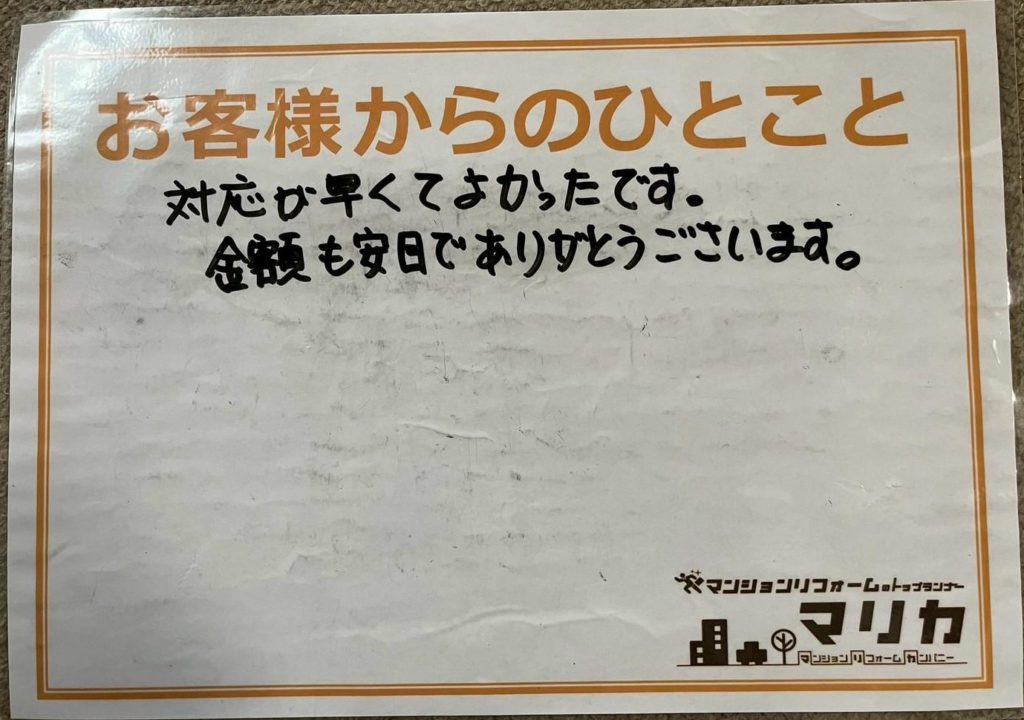 お客様からのひとこと
対応が早くてよかったです。
金額も安日でありがとうございます。
マンションリフォームのトップランナー
マリカ
マンションリフォームカンパニー